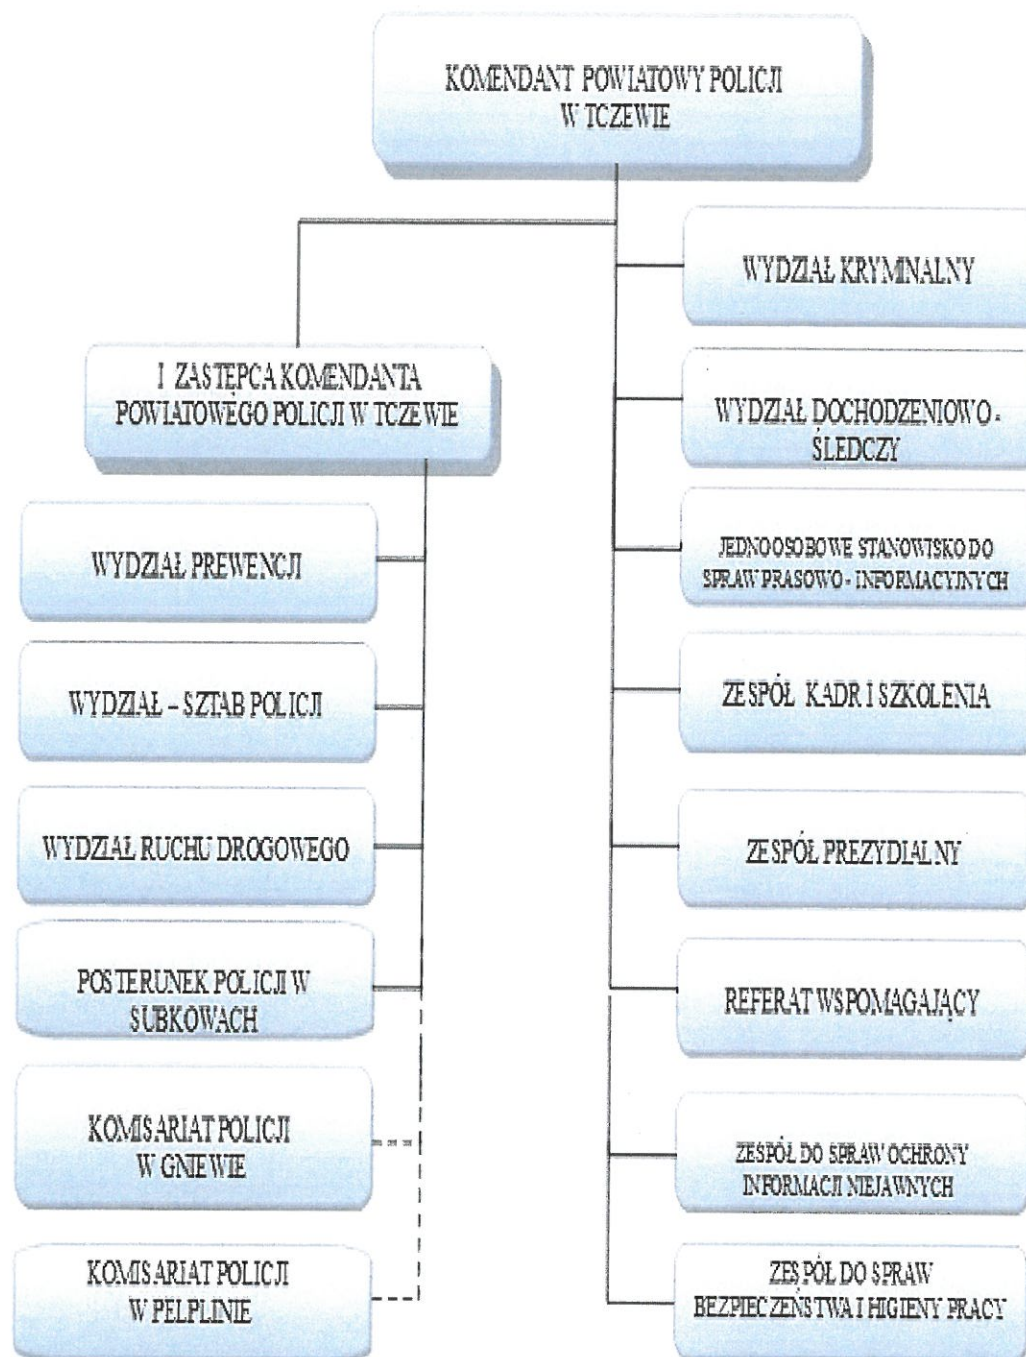 KOMENDANT POWIATOWY POLICJI
W TCZEWIE
I ZASTĘPCA KOMENDANTA
POWIATOWEGO POLICJI W TCZEWIE
WYDZIAŁ PREWENCJI
WYDZIAŁ – SZTAB POLICJI
WYDZIAŁ RUCHU DROGOWEGO
POSTERUNEK POLICJI W
SUBKOWACH
KOMISARIAT POLICJI
W GNIEWIE
KOMISARIAT POLICJI
W PELPLINIE
WYDZIAŁ KRYMINALNY
WYDZIAŁ DOCHODZENIOWO -
ŚLEDCZY
JEDNOOSOBOWE STANOWISKO DO
SPRAW PRASOWO - INFORMACYJNYCH
ZESPÓŁ KADR I SZKOLENIA
ZESPÓŁ PREZYDIALNY
REFERAT WSPOMAGAJĄCY
ZESPÓŁ DO SPRAW OCHRONY
INFORMACJI NIEJAWNYCH
ZESPÓŁ DO SPRAW
BEZPIECZEŃSTWA I HIGIENY PRACY